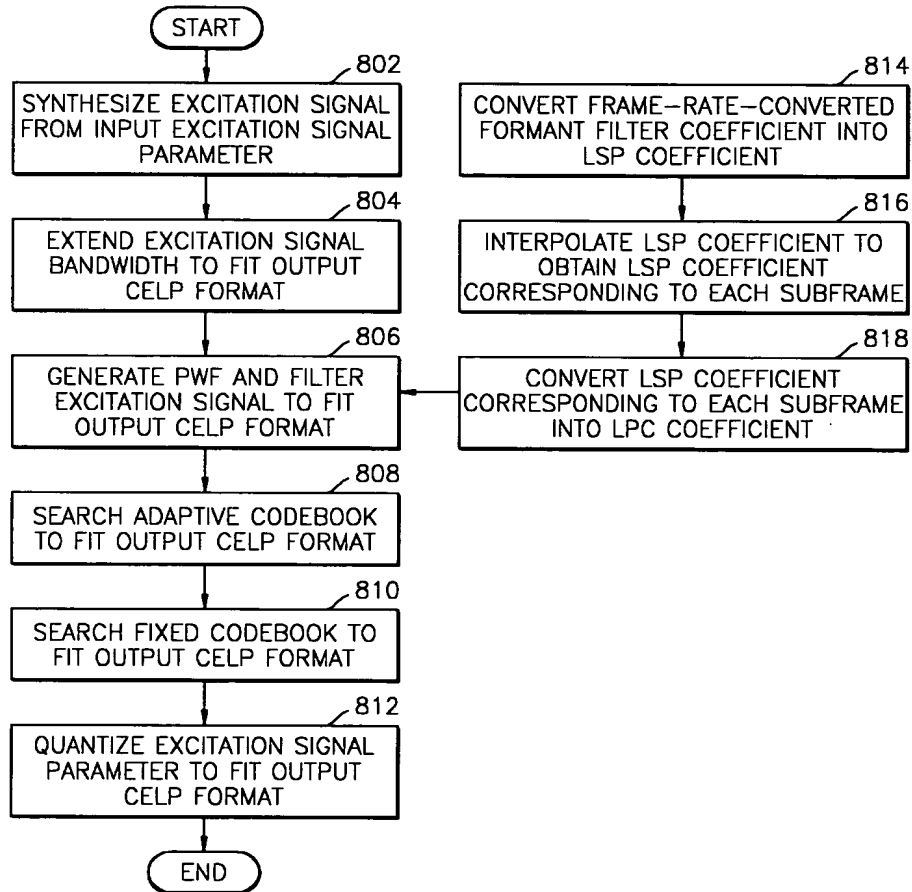 START
802
SYNTHESIZE EXCITATION SIGNAL
FROM INPUT EXCITATION SIGNAL
PARAMETER
804
EXTEND EXCITATION SIGNAL
BANDWIDTH TO FIT OUTPUT
CELP FORMAT
806
GENERATE PWF AND FILTER
EXCITATION SIGNAL TO FIT
OUTPUT CELP FORMAT
808
SEARCH ADAPTIVE CODEBOOK
TO FIT OUTPUT CELP FORMAT
810
SEARCH FIXED CODEBOOK TO
FIT OUTPUT CELP FORMAT
812
QUANTIZE EXCITATION SIGNAL
PARAMETER TO FIT OUTPUT
CELP FORMAT
END
814
CONVERT FRAME-RATE-CONVERTED
FORMANT FILTER COEFFICIENT INTO
LSP COEFFICIENT
816
INTERPOLATE LSP COEFFICIENT TO
OBTAIN LSP COEFFICIENT
CORRESPONDING TO EACH SUBFRAME
818
CONVERT LSP COEFFICIENT
CORRESPONDING TO EACH SUBFRAME
INTO LPC COEFFICIENT